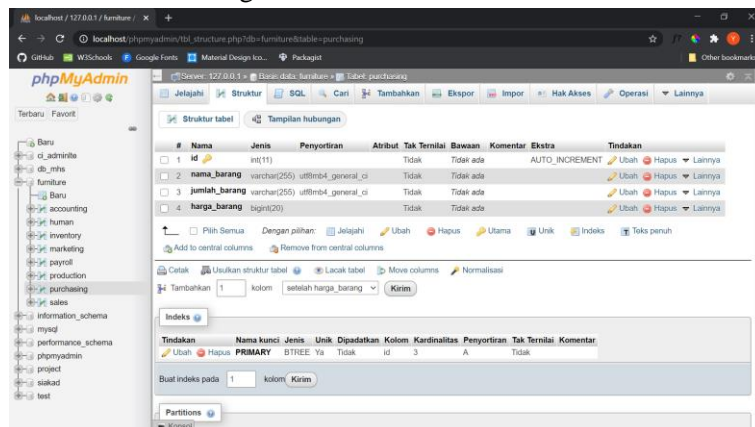 localhost / 127.0.0.1 / furniture /
localhost/phpmyadmin/tbl_structure.php?db=furniture&table=purchasing
GitHub W3Schools Google Fonts Material Design Ico... Packagist Other bookmarks
phpMyAdmin
Terbaru Favorit
Baru
ci_adminlte
db_mhs
furniture
Baru
accounting
human
inventory
marketing
payroll
production
purchasing
sales
information_schema
mysql
performance_schema
phpmyadmin
project
siakad
test
Server: 127.0.0.1 » Basis data: furniture » Tabel: purchasing
Jelajahi Struktur SQL Cari Tambahkan Ekspor Impor Hak Akses Operasi Lainnya
Struktur tabel Tampilan hubungan
# Nama Jenis Penyortiran Atribut Tak Ternilai Bawaan Komentar Ekstra Tindakan
1 id int(11) Tidak Tidak ada AUTO_INCREMENT Ubah Hapus Lainnya
2 nama_barang varchar(255) utf8mb4_general_ci Tidak Tidak ada Ubah Hapus Lainnya
3 jumlah_barang varchar(255) utf8mb4_general_ci Tidak Tidak ada Ubah Hapus Lainnya
4 harga_barang bigint(20) Tidak Tidak ada Ubah Hapus Lainnya
Pilih Semua Dengan pilihan: Jelajahi Ubah Hapus Utama Unik Indeks Teks penuh
Add to central columns Remove from central columns
Cetak Usulkan struktur tabel Lacak tabel Move columns Normalisasi
Tambahkan 1 kolom setelah harga_barang Kirim
Indeks
Tindakan Nama kunci Jenis Unik Dipadatkan Kolom Kardinalitas Penyortiran Tak Ternilai Komentar
Ubah Hapus PRIMARY BTREE Ya Tidak id 3 A Tidak
Buat indeks pada 1 kolom Kirim
Partitions
Konsol